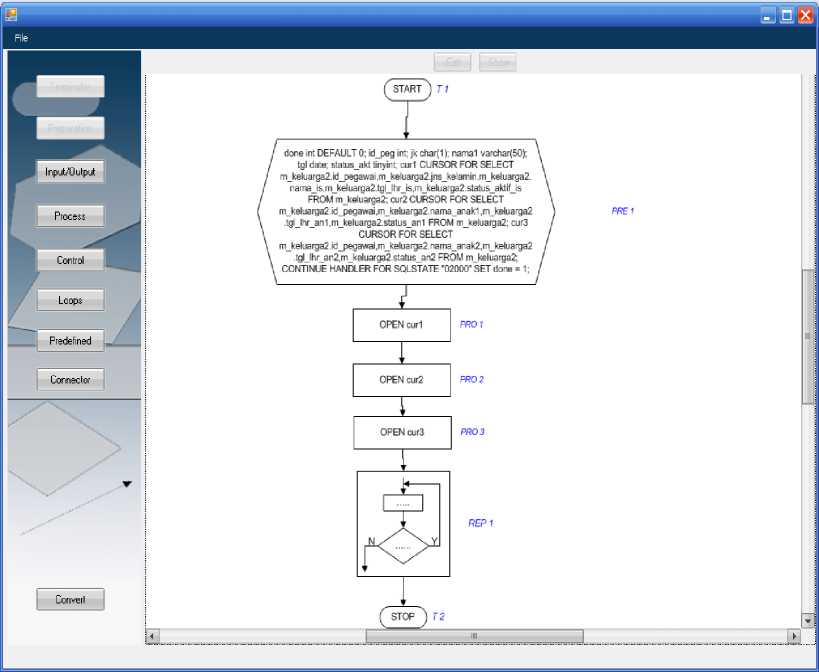 File
Edit
START
T 1
Preparation
done int DEFAULT 0; id_peg int; jk char(1); nama1 varchar(50);
tgl date; status_akt tinyint; cur1 CURSOR FOR SELECT
m_keluarga2.id_pegawai,m_keluarga2.jns_kelamin,m_keluarga2.
nama_is,m_keluarga2.tgl_lhr_is,m_keluarga2.status_aktif_is
FROM m_keluarga2; cur2 CURSOR FOR SELECT
m_keluarga2.id_pegawai,m_keluarga2.nama_anak1,m_keluarga2
.tgl_lhr_an1,m_keluarga2.status_an1 FROM m_keluarga2; cur3
CURSOR FOR SELECT
m_keluarga2.id_pegawai,m_keluarga2.nama_anak2,m_keluarga2
.tgl_lhr_an2,m_keluarga2.status_an2 FROM m_keluarga2;
CONTINUE HANDLER FOR SQLSTATE "02000" SET done = 1;
PRE 1
Input/Output
Process
Control
Loops
Predefined
Connector
OPEN cur1
PRO 1
OPEN cur2
PRO 2
OPEN cur3
PRO 3
.....
N
......
Y
REP 1
Convert
STOP
T 2